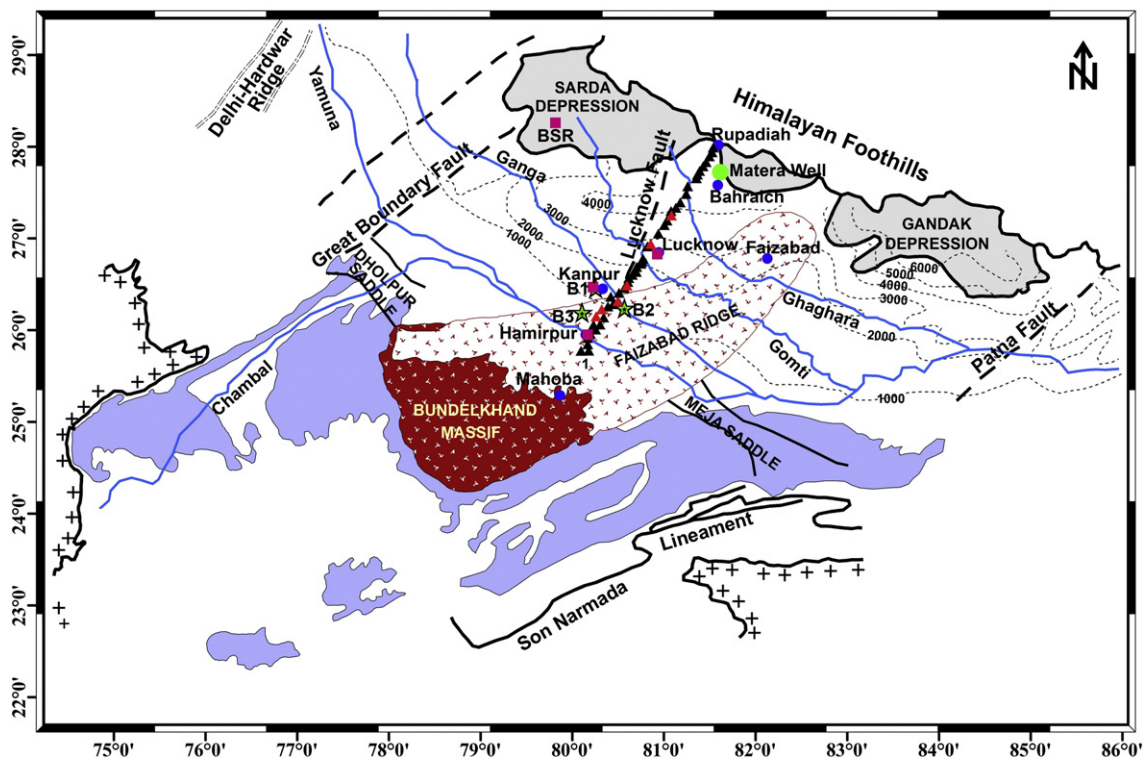 29°0'
28°0'
27°0'
26°0'
25°0'
24°0'
23°0'
22°0'
Delhi-Hardwar
Ridge
Yamuna
SARDA
DEPRESSION
BSR
N
Himalayan Foothills
Rupadiah
Matera Well
Bahraich
Great Boundary Fault
Ganga
Lucknow Fault
4000
3000
2000
1000
Lucknow
Faizabad
GANDAK
DEPRESSION
6000
5000
4000
3000
2000
1000
DHOLPUR
SADDLE
Kanpur
B1
B3
B2
Hamirpur
1
FAIZABAD RIDGE
Ghaghara
Gomti
Patna Fault
Chambal
Mahoba
BUNDELKHAND
MASSIF
MEJA SADDLE
Son Narmada
Lineament
75°0'
76°0'
77°0'
78°0'
79°0'
80°0'
81°0'
82°0'
83°0'
84°0'
85°0'
86°0'